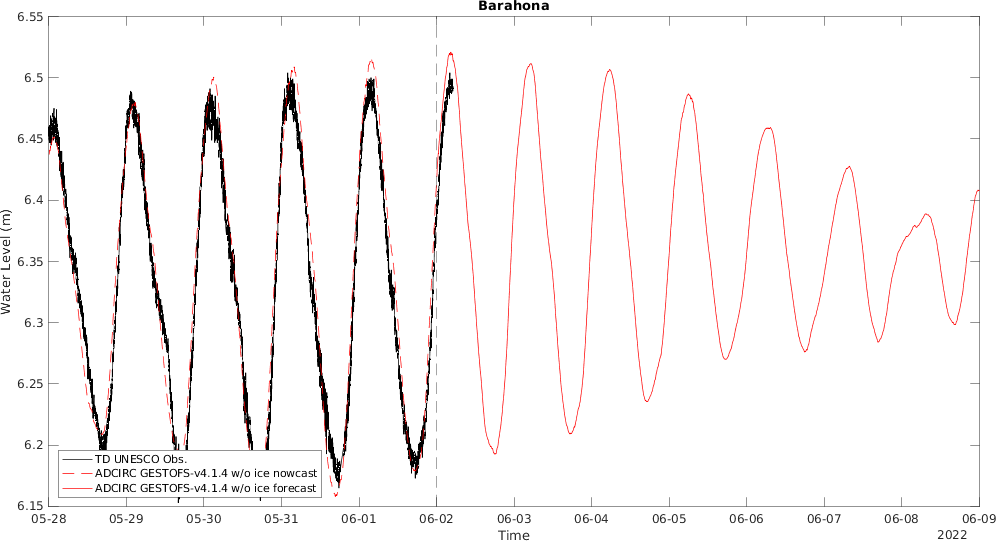 Barahona
6.55
6.5
6.45
6.4
6.35
6.3
6.25
6.2
6.15
Water Level (m)
TD UNESCO Obs.
ADCIRC GESTOFS-v4.1.4 w/o ice nowcast
ADCIRC GESTOFS-v4.1.4 w/o ice forecast
05-28 05-29 05-30 05-31 06-01 06-02 06-03 06-04 06-05 06-06 06-07 06-08 06-09
Time
2022